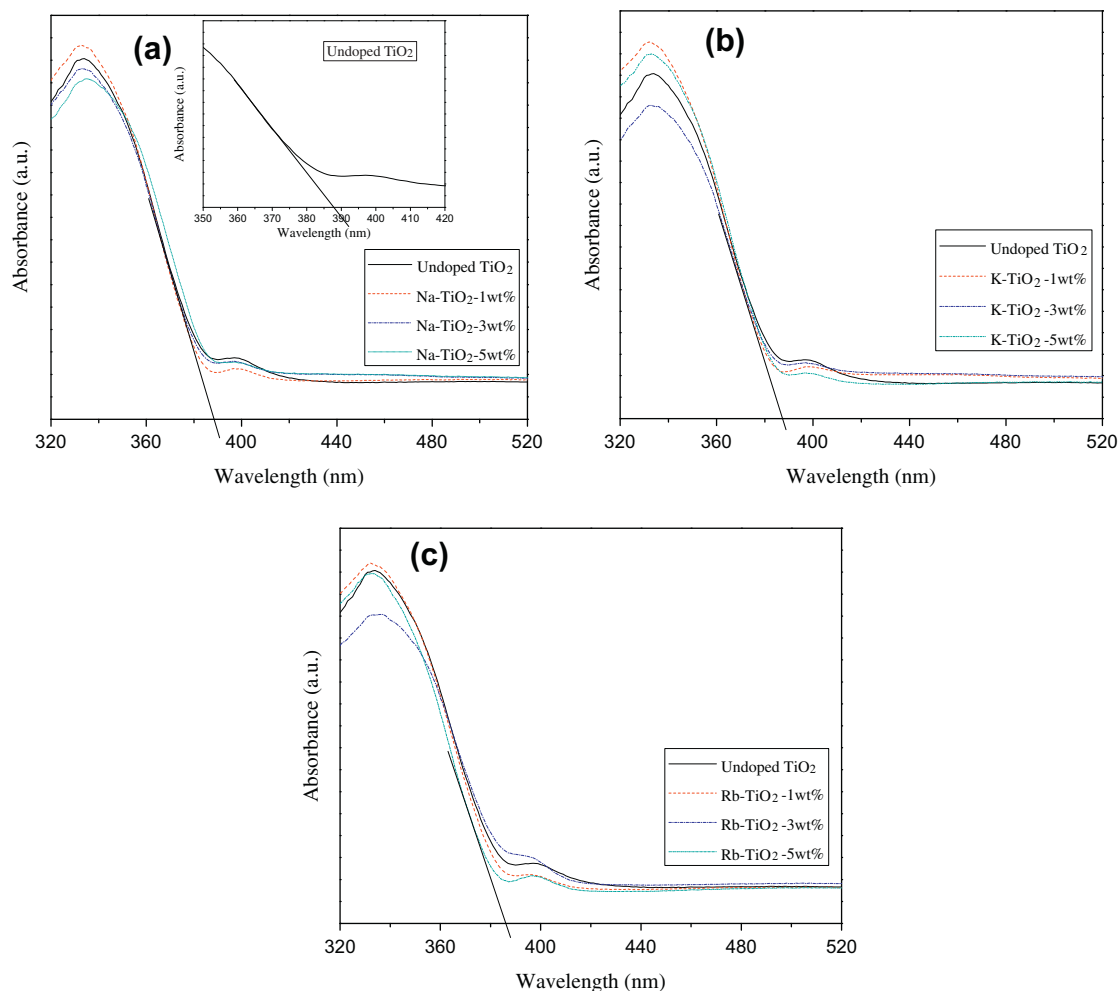 (a)
Undoped TiO2
Absorbance (a.u.)
350 360 370 380 390 400 410 420
Wavelength (nm)
Absorbance (a.u.)
Undoped TiO2
Na-TiO2-1wt%
Na-TiO2-3wt%
Na-TiO2-5wt%
320 360 400 440 480 520
Wavelength (nm)
(b)
Absorbance (a.u.)
Undoped TiO2
K-TiO2 -1wt%
K-TiO2 -3wt%
K-TiO2 -5wt%
320 360 400 440 480 520
Wavelength (nm)
(c)
Absorbance (a.u.)
Undoped TiO2
Rb-TiO2 -1wt%
Rb-TiO2 -3wt%
Rb-TiO2 -5wt%
320 360 400 440 480 520
Wavelength (nm)